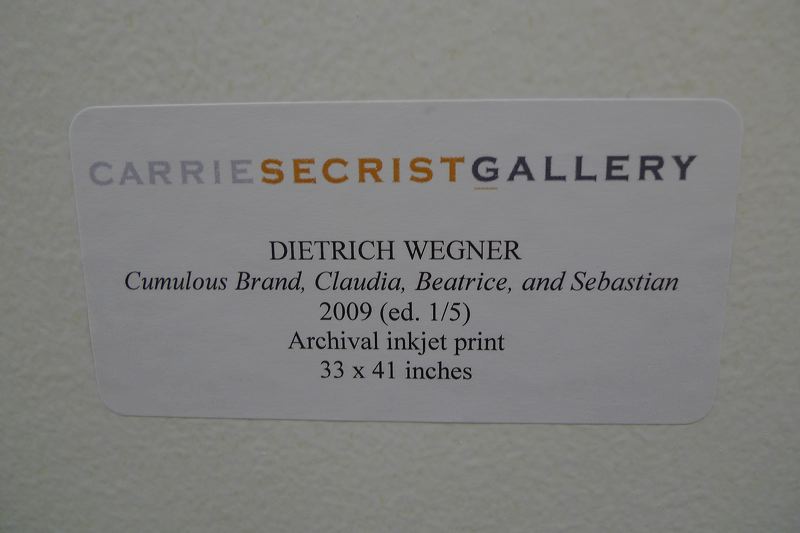 CARRIESECRISTGALLERY
DIETRICH WEGNER
Cumulous Brand, Claudia, Beatrice, and Sebastian
2009 (ed. 1/5)
Archival inkjet print
33 x 41 inches